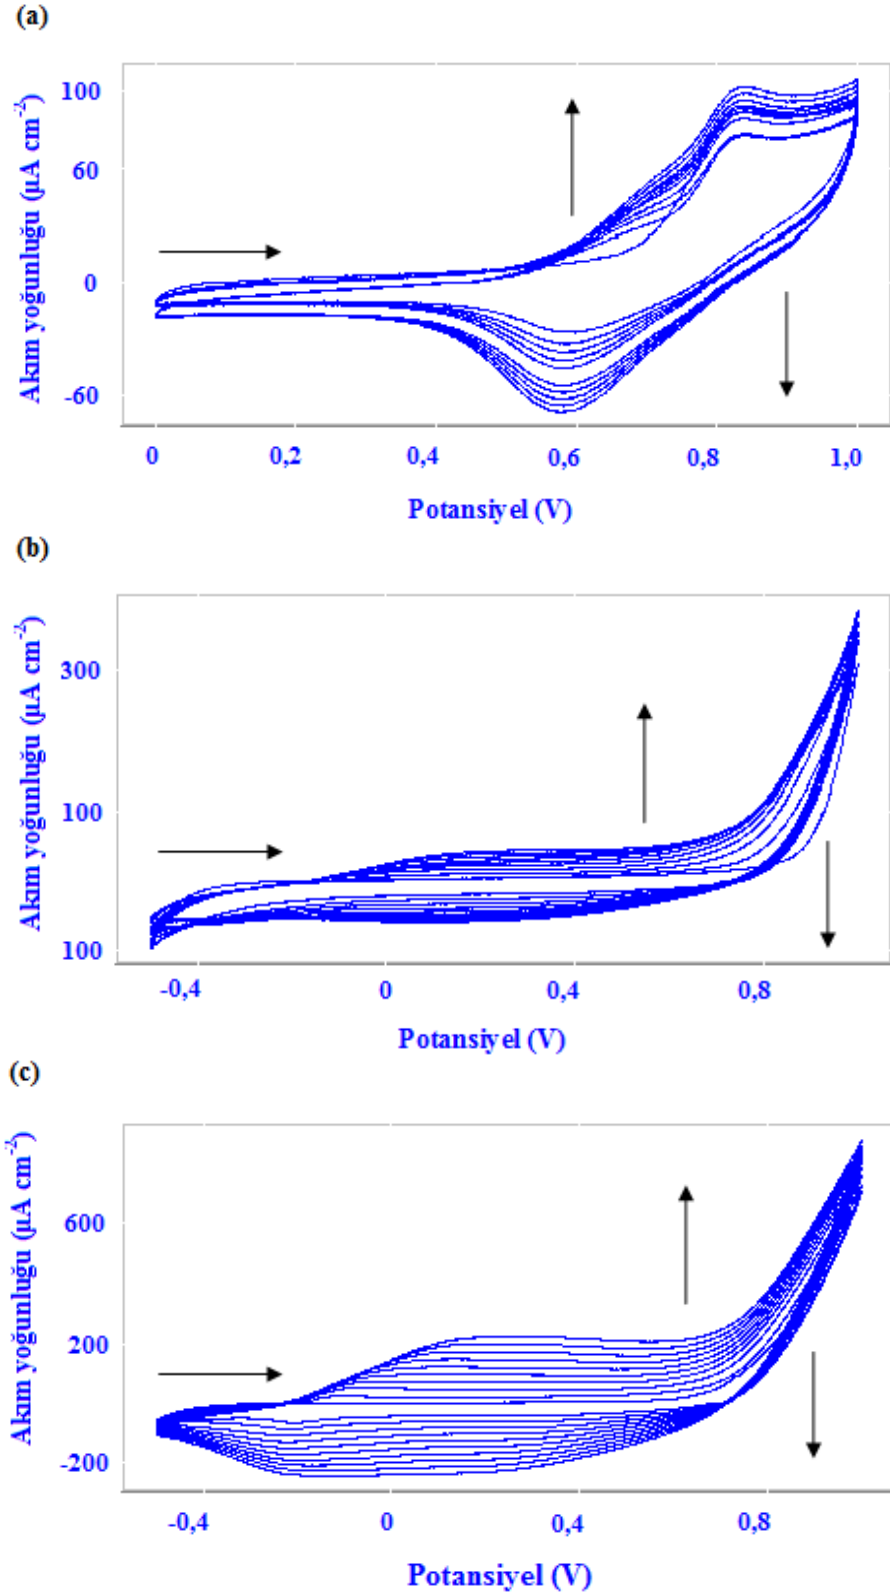 (a)
Akım yoğunluğu (µA cm-2)
100
60
0
-60
0 0,2 0,4 0,6 0,8 1,0
Potansiyel (V)
(b)
Akım yoğunluğu (µA cm-2)
300
100
100
-0,4 0 0,4 0,8
Potansiyel (V)
(c)
Akım yoğunluğu (µA cm-2)
600
200
-200
-0,4 0 0,4 0,8
Potansiyel (V)